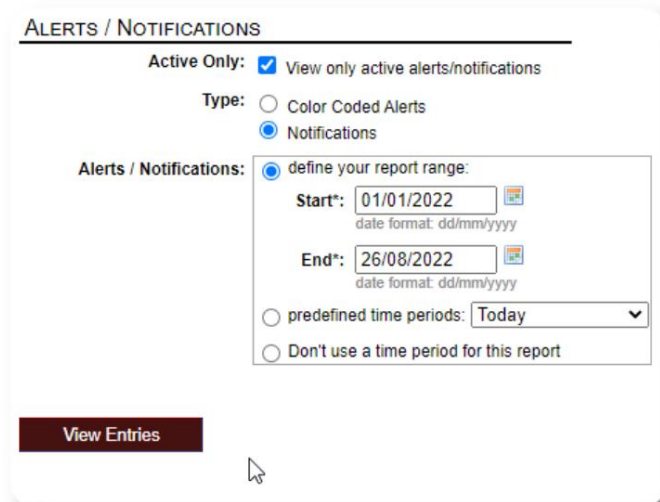 ALERTS / NOTIFICATIONS
Active Only: View only active alerts/notifications
Type: Color Coded Alerts
Notifications
Alerts / Notifications: define your report range:
Start*: 01/01/2022
date format: dd/mm/yyyy
End*: 26/08/2022
date format: dd/mm/yyyy
predefined time periods: Today
Don't use a time period for this report
View Entries